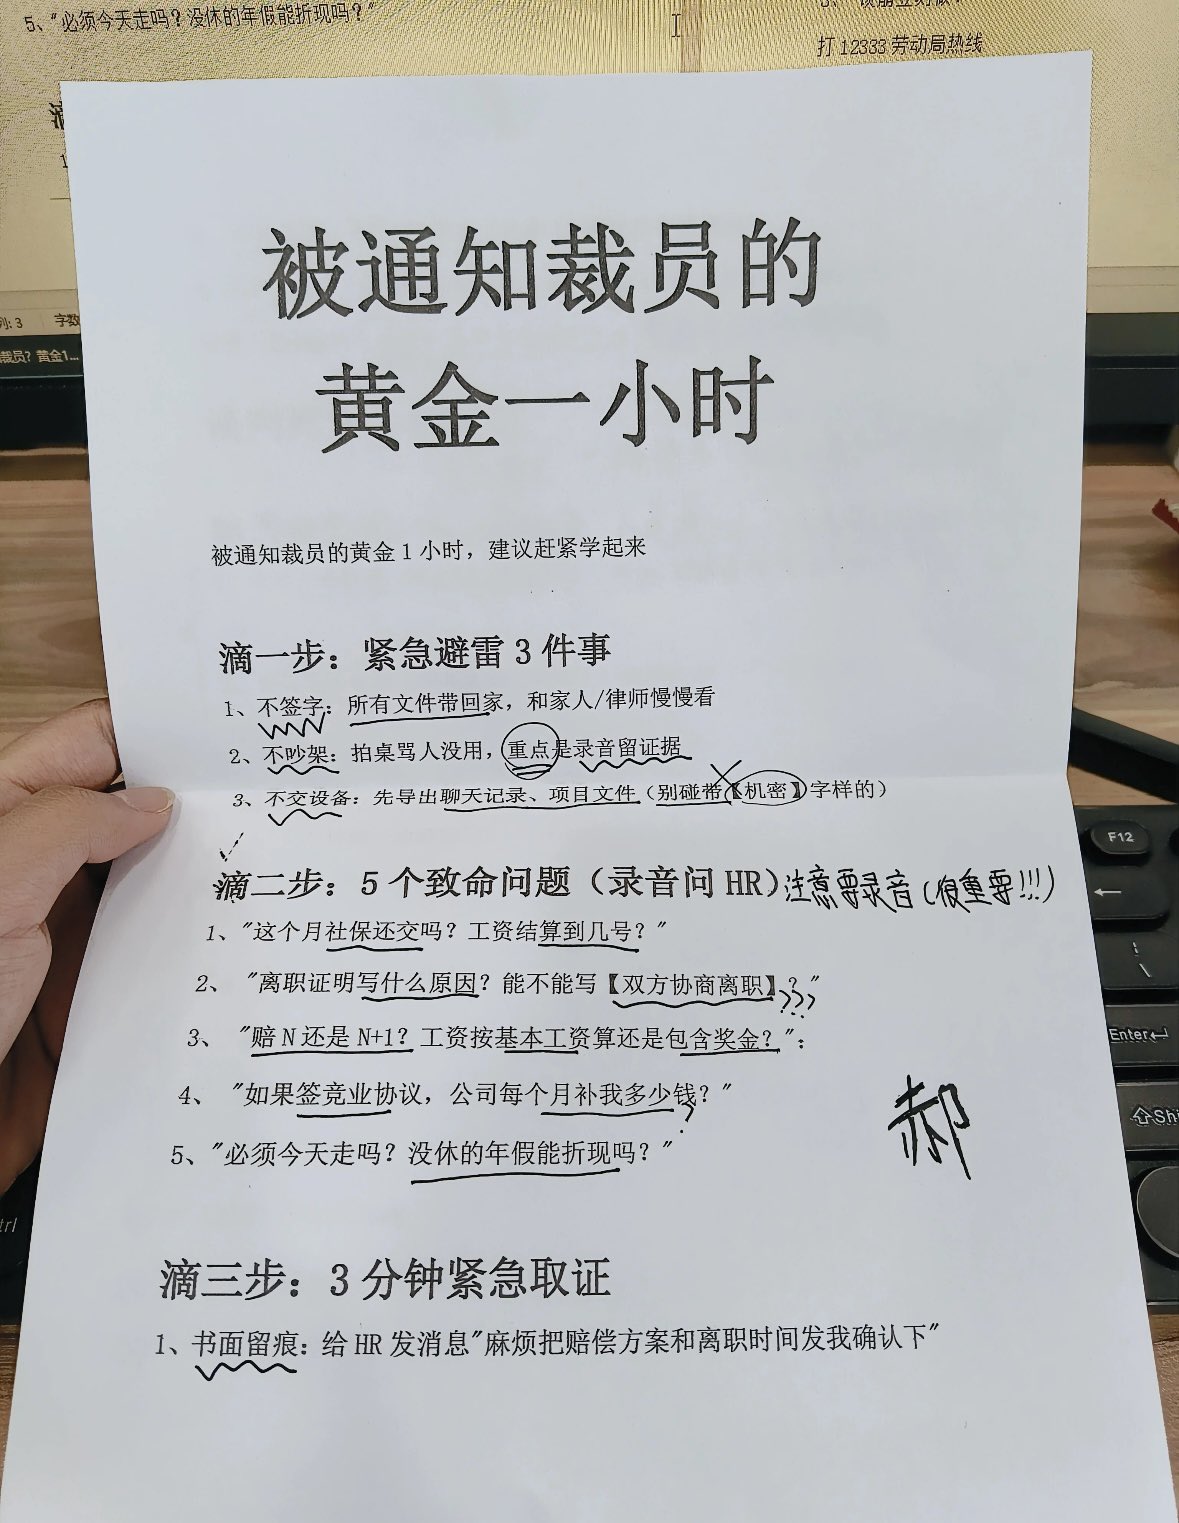 5、"必须今天走吗？没休的年假能折现吗？"
打 12333 劳动局热线
列: 3
字数
裁员? 黄金1...
被通知裁员的
黄金一小时
被通知裁员的黄金 1 小时，建议赶紧学起来
滴一步：紧急避雷 3 件事
1、不签字：所有文件带回家，和家人/律师慢慢看
2、不吵架：拍桌骂人没用，重点是录音留证据
3、不交设备：先导出聊天记录、项目文件（别碰带【机密】字样的）
滴二步：5 个致命问题（录音问 HR）注意要录音（很重要!!!）
1、"这个月社保还交吗？工资结算到几号？"
2、"离职证明写什么原因？能不能写【双方协商离职】？"???
3、"赔 N 还是 N+1？工资按基本工资算还是包含奖金？"；
4、"如果签竞业协议，公司每个月补我多少钱？"?
5、"必须今天走吗？没休的年假能折现吗？"
郝
滴三步：3 分钟紧急取证
1、书面留痕：给 HR 发消息"麻烦把赔偿方案和离职时间发我确认下"
F12
Enter
Shi
trl